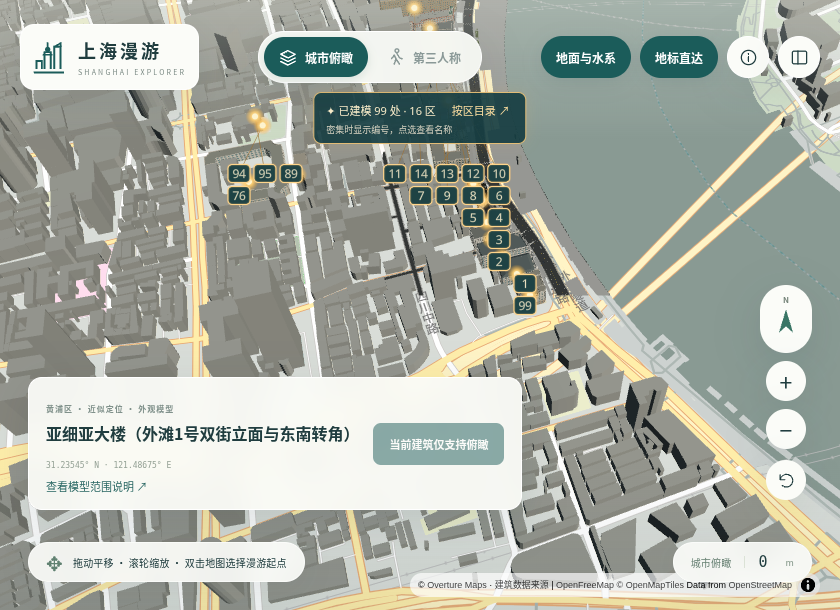 上海漫游
SHANGHAI EXPLORER
城市俯瞰
第三人称
地面与水系
地标直达
✦ 已建模 99 处 · 16 区 按区目录 ↗
密集时显示编号，点选查看名称
94 95 89
76
11 14 13 12 10
7 9 8 6
5 4
3
2
1
99
N
黄浦区 · 近似定位 · 外观模型
亚细亚大楼（外滩1号双街立面与东南转角）
31.23545° N · 121.48675° E
查看模型范围说明 ↗
当前建筑仅支持俯瞰
拖动平移 · 滚轮缩放 · 双击地图选择漫游起点
城市俯瞰 0 m
© Overture Maps · 建筑数据来源 | OpenFreeMap © OpenMapTiles Data from OpenStreetMap